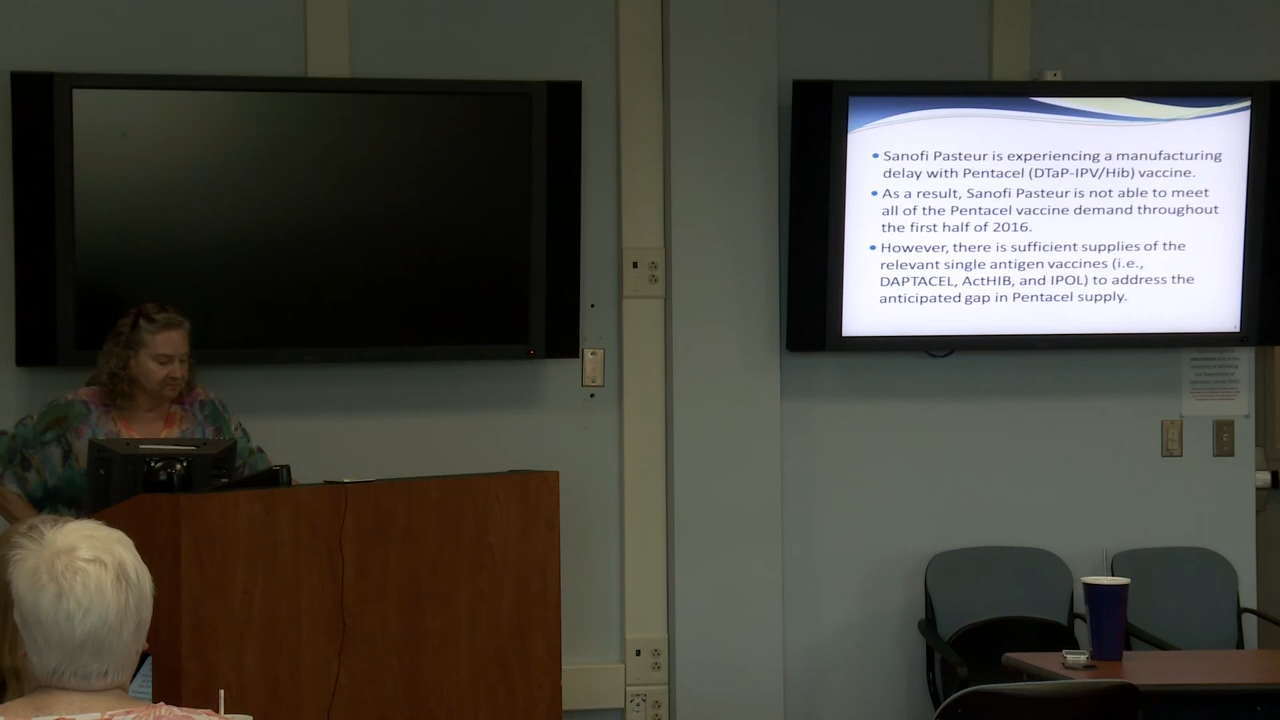 Sanofi Pasteur is experiencing a manufacturing
delay with Pentacel (DTaP-IPV/Hib) vaccine.
As a result, Sanofi Pasteur is not able to meet
all of the Pentacel vaccine demand throughout
the first half of 2016.
However, there is sufficient supplies of the
relevant single antigen vaccines (i.e.,
DAPTACEL, ActHIB, and IPOL) to address the
anticipated gap in Pentacel supply.